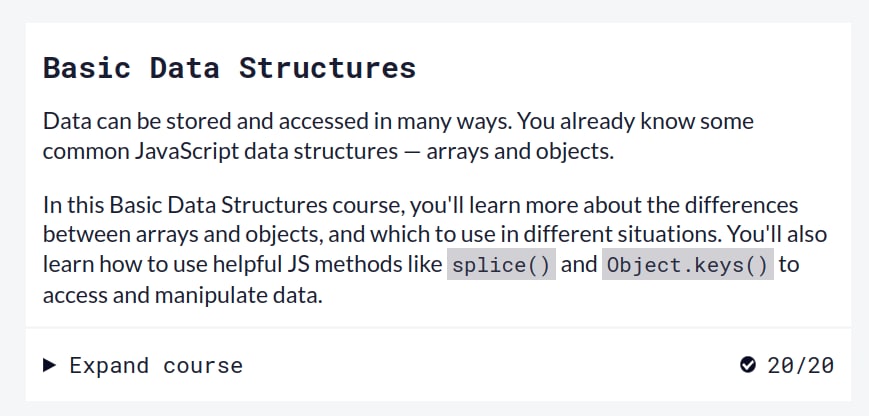 Basic Data Structures
Data can be stored and accessed in many ways. You already know some
common JavaScript data structures — arrays and objects.
In this Basic Data Structures course, you'll learn more about the differences
between arrays and objects, and which to use in different situations. You'll also
learn how to use helpful JS methods like splice() and Object.keys() to
access and manipulate data.
Expand course 20/20